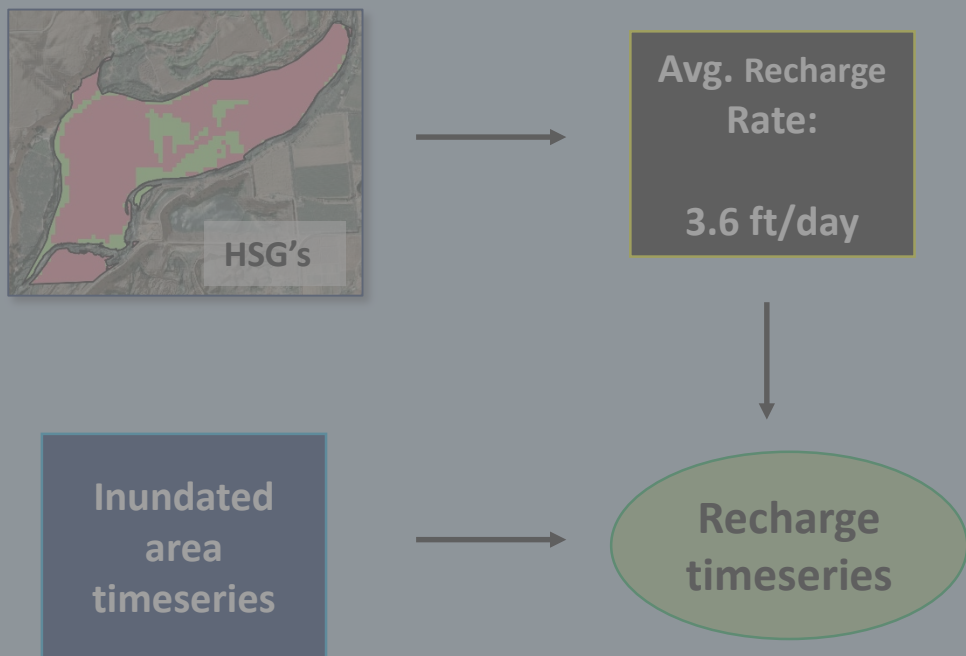 HSG's
Avg. Recharge
Rate:
3.6 ft/day
Inundated
area
timeseries
Recharge
timeseries